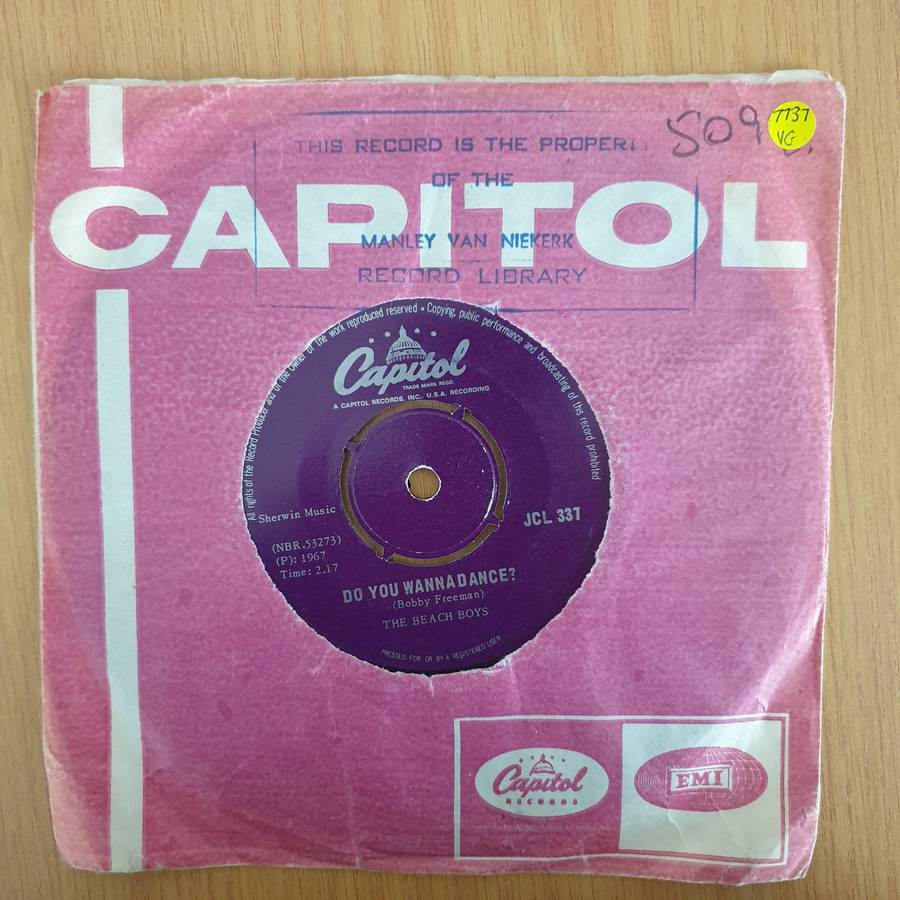 THIS RECORD IS THE PROPER
OF THE
MANLEY VAN NIEKERK
RECORD LIBRARY
509
7737
VG
CAPITOL
All rights of the Record Producer and of the Owner of the work reproduced reserved • Copying, public performance and broadcasting of this record prohibited
Capitol
TRADE MARK REGD.
A CAPITOL RECORDS, INC., U.S.A. RECORDING
Sherwin Music
JCL 337
(NBR.53273)
(P): 1967
Time: 2.17
DO YOU WANNADANCE?
(Bobby Freeman)
THE BEACH BOYS
PRESSED FOR OR BY A REGISTERED USER
Capitol
RECORDS
EMI